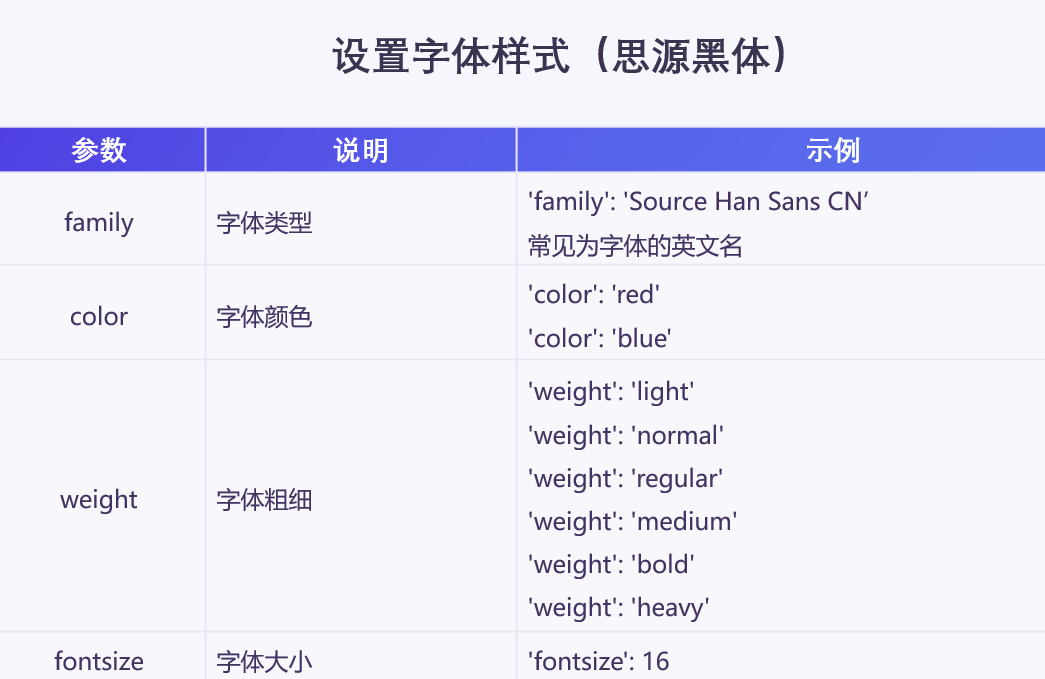 设置字体样式（思源黑体）
参数 说明 示例
family 字体类型 'family': 'Source Han Sans CN’
常见为字体的英文名
color 字体颜色 'color': 'red'
'color': 'blue'
weight 字体粗细 'weight': 'light'
'weight': 'normal'
'weight': 'regular'
'weight': 'medium'
'weight': 'bold'
'weight': 'heavy'
fontsize 字体大小 'fontsize': 16